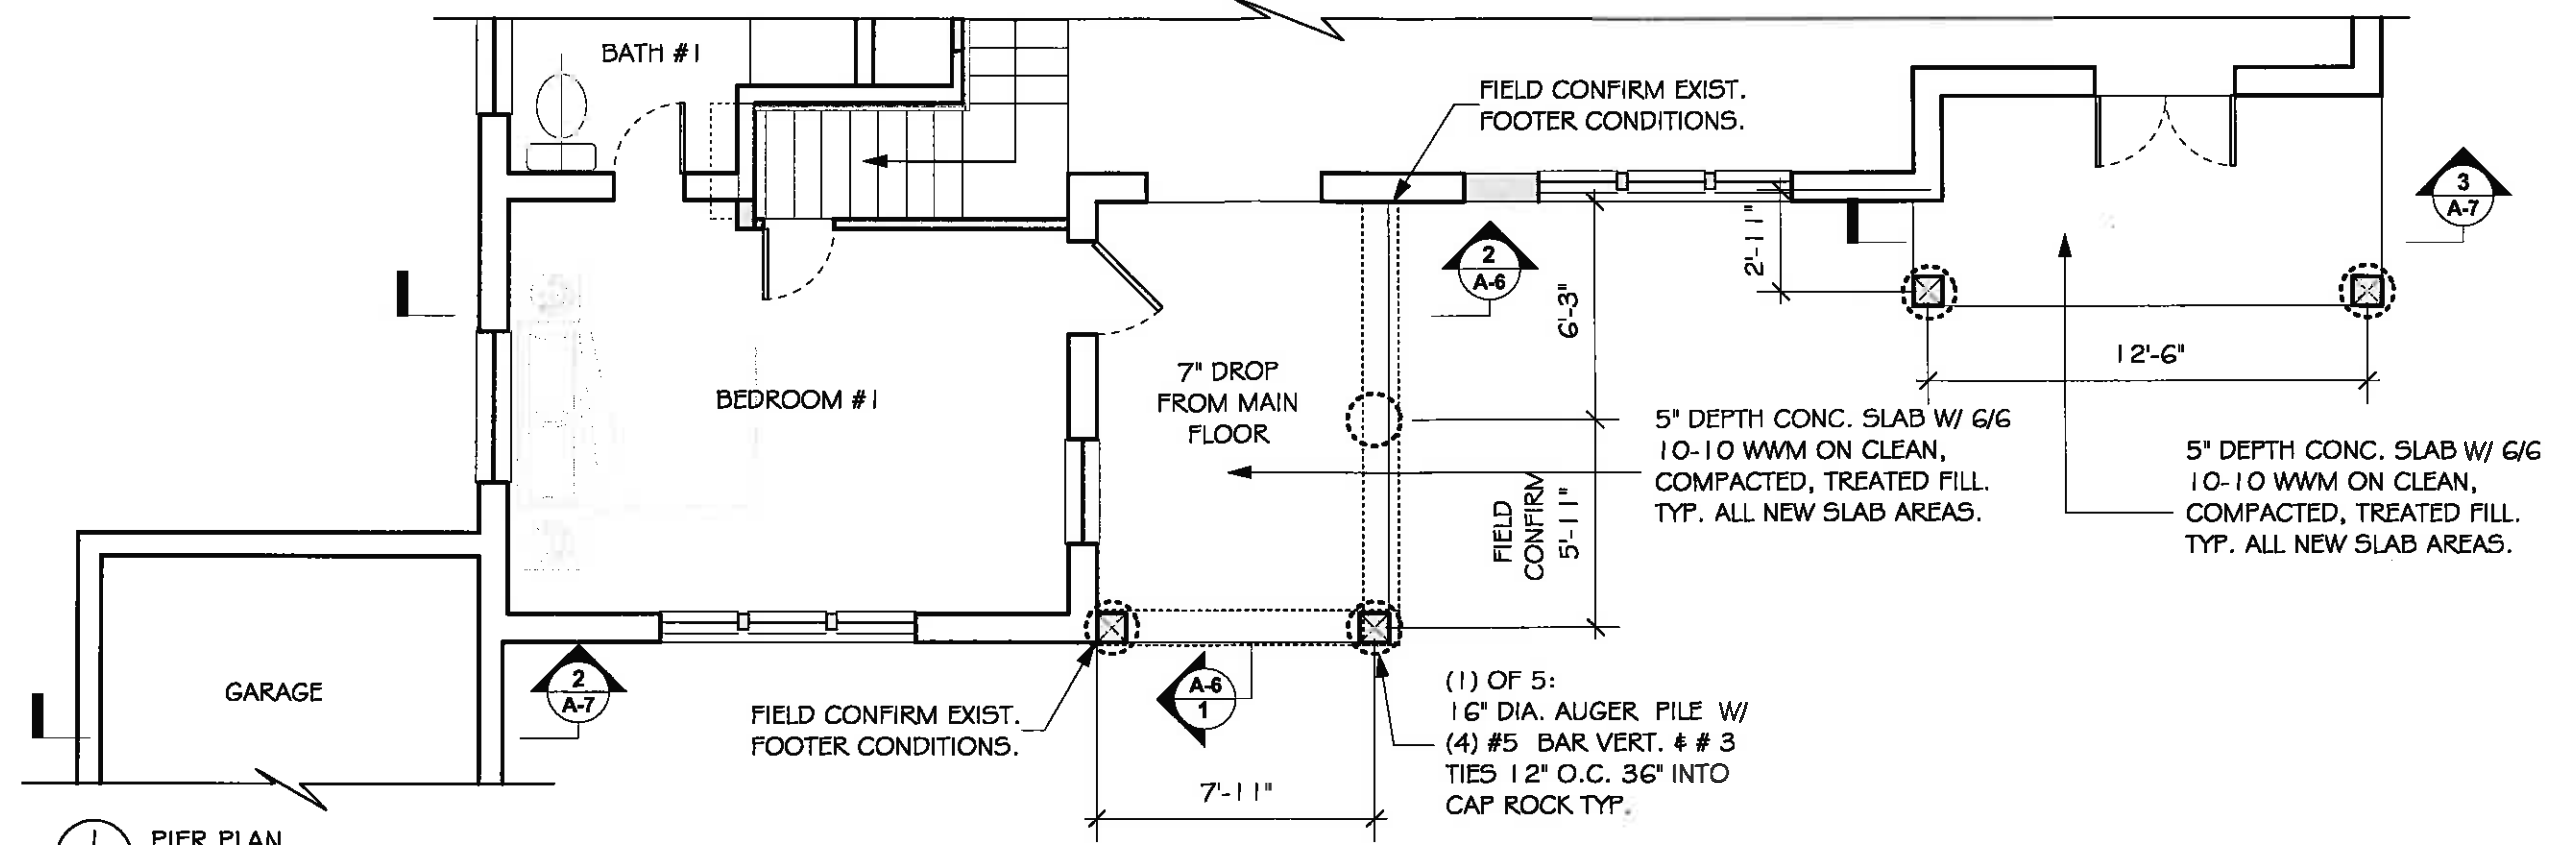 BATH #1
FIELD CONFIRM EXIST.
FOOTER CONDITIONS.
3
A-7
2
A-6
2'-11"
6'-3"
12'-6"
7" DROP
FROM MAIN
FLOOR
BEDROOM #1
5" DEPTH CONC. SLAB W/ 6/6
10-10 WWM ON CLEAN,
COMPACTED, TREATED FILL.
TYP. ALL NEW SLAB AREAS.
5" DEPTH CONC. SLAB W/ 6/6
10-10 WWM ON CLEAN,
COMPACTED, TREATED FILL.
TYP. ALL NEW SLAB AREAS.
FIELD
CONFIRM
5'-11"
GARAGE
2
A-7
FIELD CONFIRM EXIST.
FOOTER CONDITIONS.
A-6
1
(1) OF 5:
16" DIA. AUGER PILE W/
(4) #5 BAR VERT. & # 3
TIES 12" O.C. 36" INTO
CAP ROCK TYP.
7'-11"
1
PIER PLAN